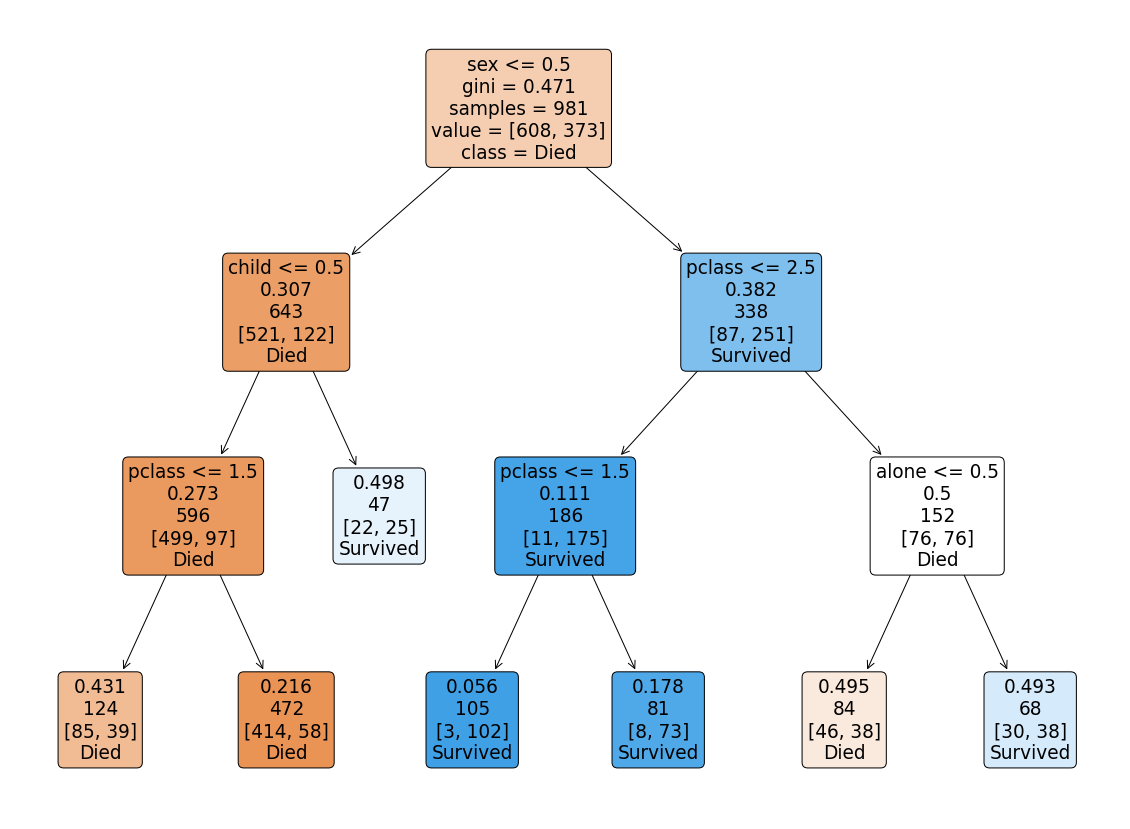 sex <= 0.5
gini = 0.471
samples = 981
value = [608, 373]
class = Died
child <= 0.5
0.307
643
[521, 122]
Died
pclass <= 2.5
0.382
338
[87, 251]
Survived
pclass <= 1.5
0.273
596
[499, 97]
Died
0.498
47
[22, 25]
Survived
pclass <= 1.5
0.111
186
[11, 175]
Survived
alone <= 0.5
0.5
152
[76, 76]
Died
0.431
124
[85, 39]
Died
0.216
472
[414, 58]
Died
0.056
105
[3, 102]
Survived
0.178
81
[8, 73]
Survived
0.495
84
[46, 38]
Died
0.493
68
[30, 38]
Survived